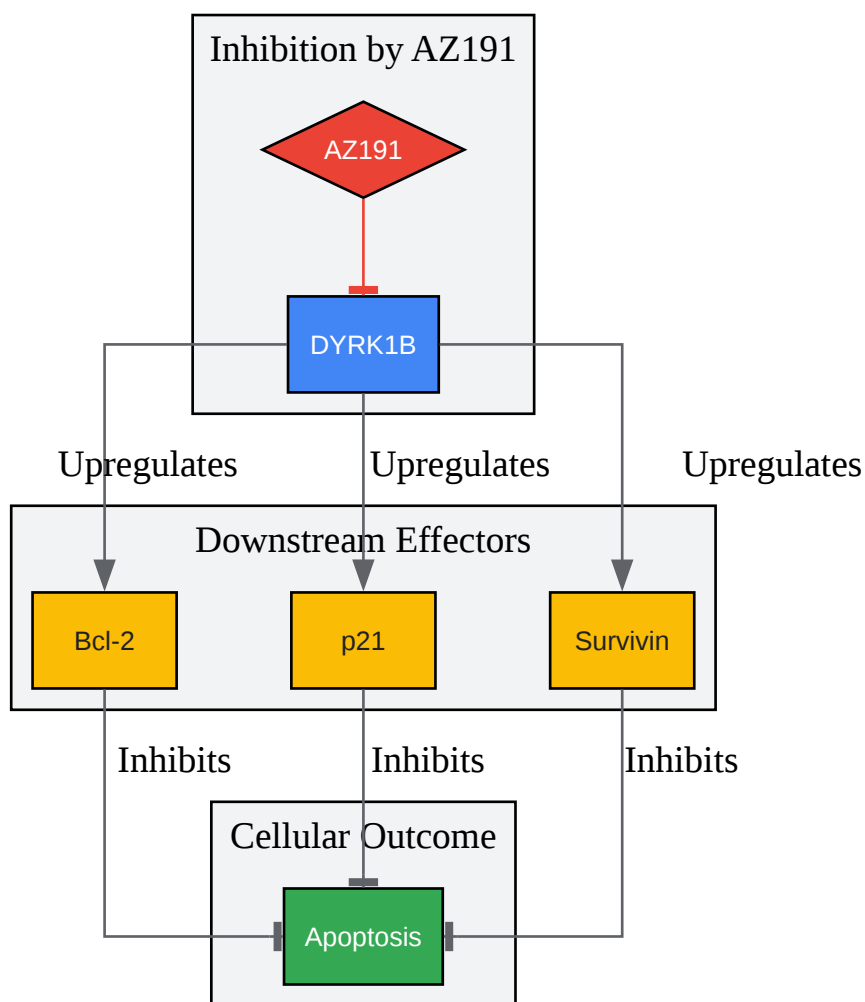 Inhibition by AZ191
AZ191
DYRK1B
Upregulates
Upregulates
Upregulates
Downstream Effectors
Bcl-2
p21
Survivin
Inhibits
Inhibits
Inhibits
Cellular Outcome
Apoptosis